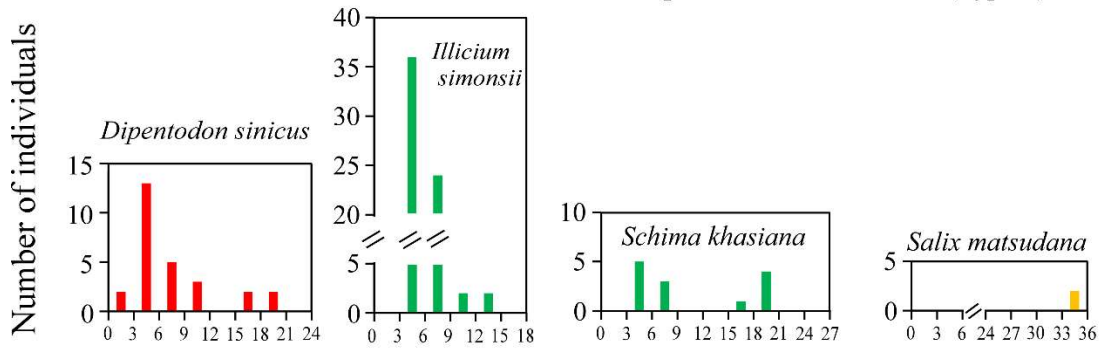 Number of individuals
Dipentodon sinicus
15
10
5
0
0 3 6 9 12 15 18 21 24
Illicium
simonsii
40
35
30
25
20
5
0
0 3 6 9 12 15 18
Schima khasiana
10
5
0
0 3 6 9 12 15 18 21 24 27
Salix matsudana
5
0
0 3 6 24 27 30 33 36